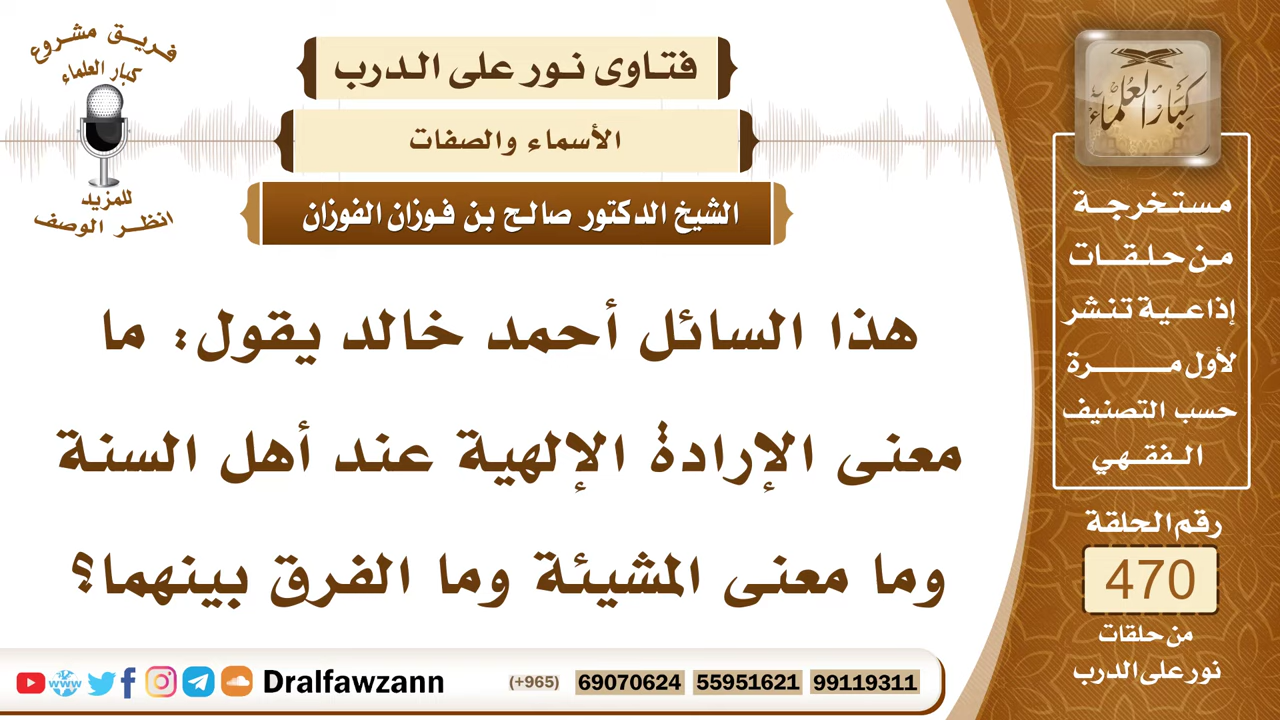 فريق مشروع
كبار العلماء
للمزيد
انظر الوصف
فتاوى نور على الدرب
الأسماء والصفات
الشيخ الدكتور صالح بن فوزان الفوزان
هذا السائل أحمد خالد يقول: ما
معنى الإرادة الإلهية عند أهل السنة
وما معنى المشيئة وما الفرق بينهما؟
كبار العلماء
مستخرجة
من حلقات
إذاعية تنشر
لأول مرة
حسب التصنيف
الفقهي
رقم الحلقة
470
من حلقات
نور على الدرب
www Dralfawzann (+965) 69070624 55951621 99119311